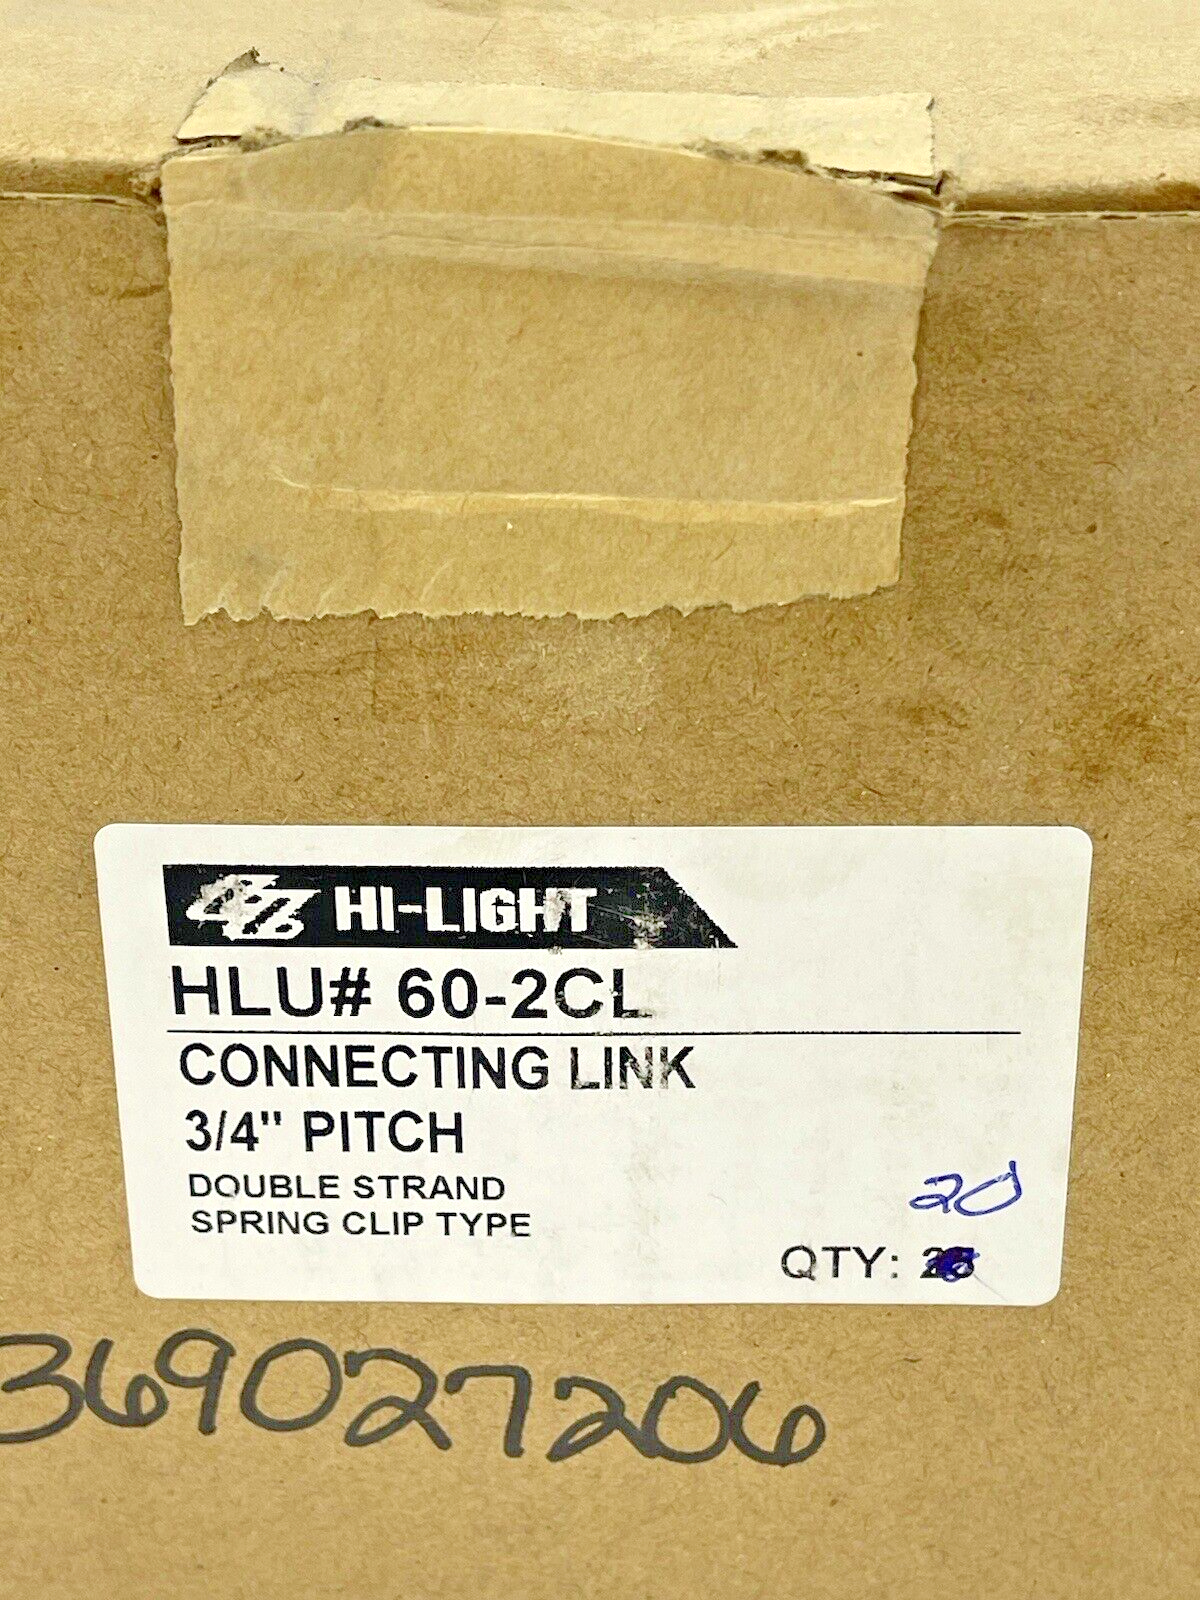 HI-LIGHT
HLU# 60-2CL
CONNECTING LINK
3/4" PITCH
DOUBLE STRAND
SPRING CLIP TYPE
20
QTY:
369027206